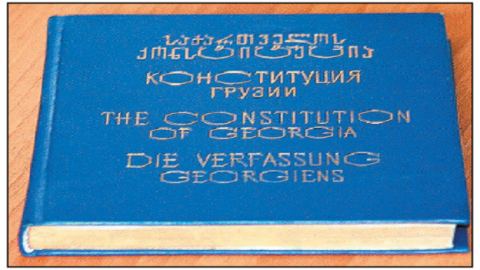 საქართველოს
კონსტიტუცია
КОНСТИТУЦИЯ
ГРУЗИИ
THE CONSTITUTION
OF GEORGIA
DIE VERFASSUNG
GEORGIENS